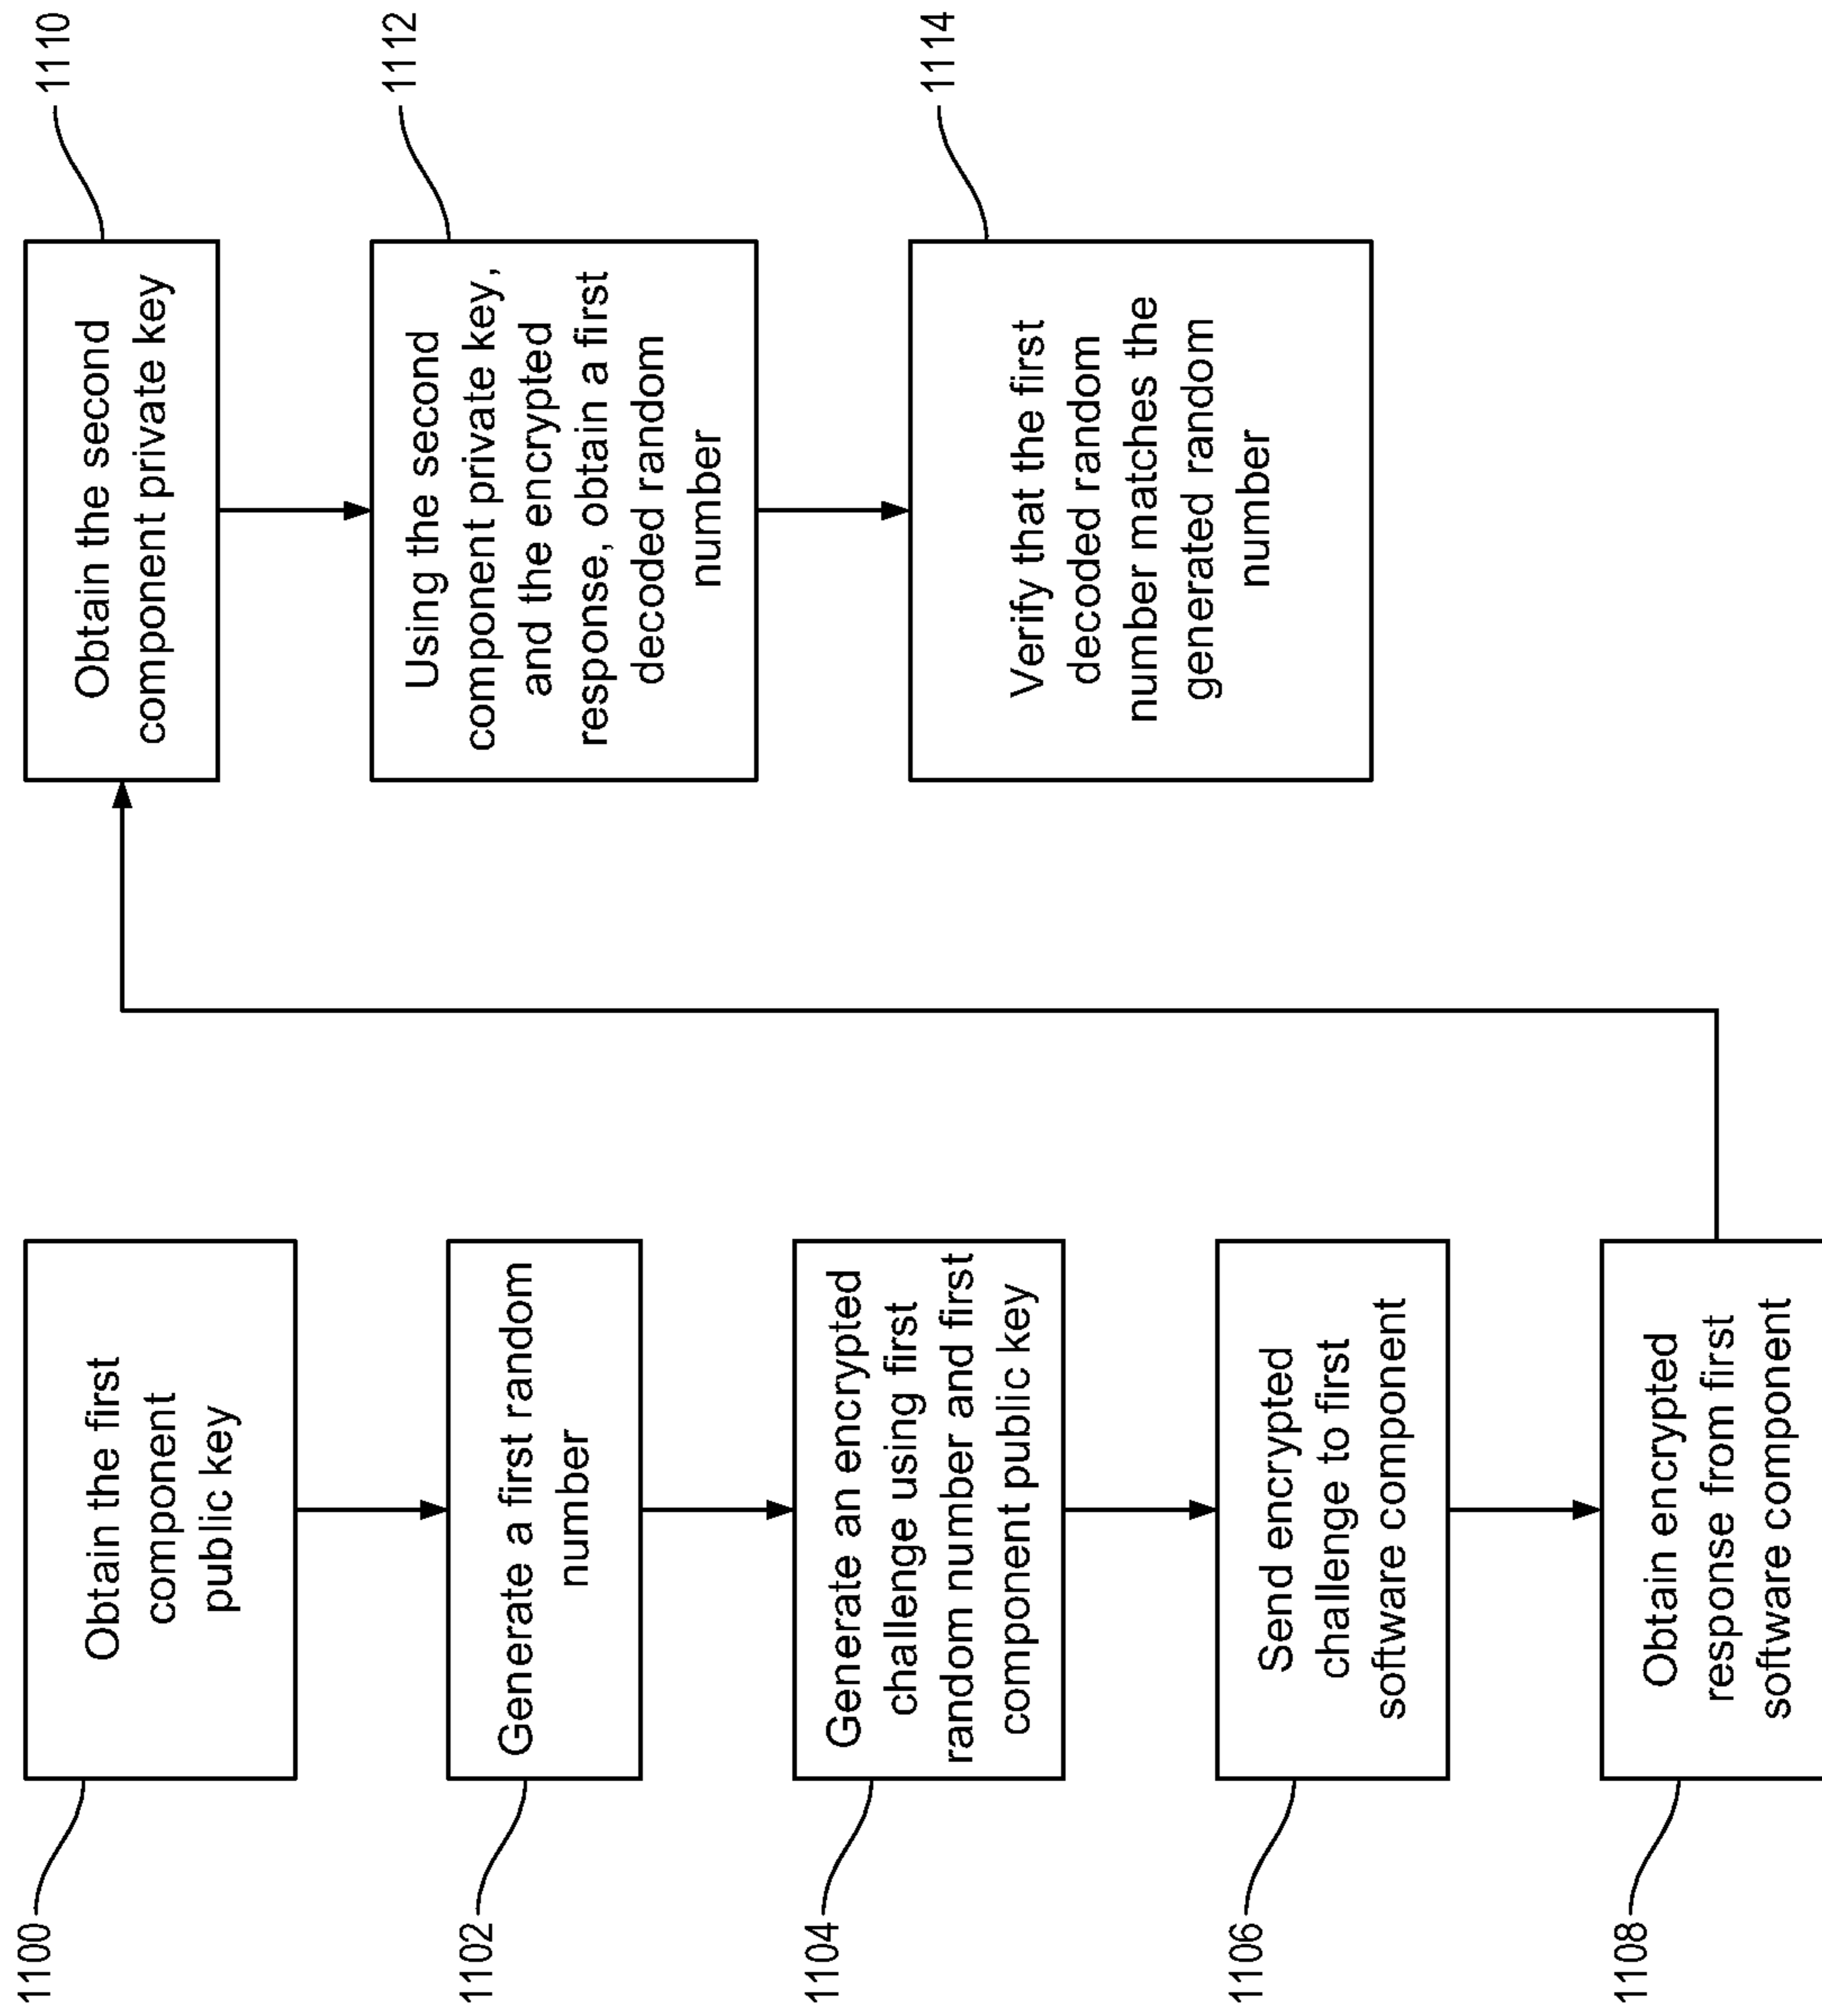 1100
Obtain the first
component
public key
1102
Generate a first random
number
1104
Generate an encrypted
challenge using first
random number and first
component public key
1106
Send encrypted
challenge to first
software component
1108
Obtain encrypted
response from first
software component
1110
Obtain the second
component private key
1112
Using the second
component private key,
and the encrypted
response, obtain a first
decoded random
number
1114
Verify that the first
decoded random
number matches the
generated random
number